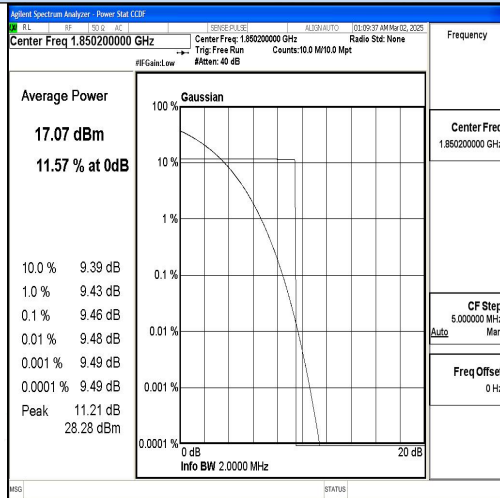 Agilent Spectrum Analyzer - Power Stat CCDF
RL RF 50 Ω AC SENSE:PULSE ALIGN AUTO 01:09:37 AM Mar 02, 2025
Center Freq 1.850200000 GHz
Center Freq: 1.850200000 GHz Radio Std: None
Trig: Free Run Counts:10.0 M/10.0 Mpt
#IFGain:Low #Atten: 40 dB
Frequency
Average Power
17.07 dBm
11.57 % at 0dB
10.0 % 9.39 dB
1.0 % 9.43 dB
0.1 % 9.46 dB
0.01 % 9.48 dB
0.001 % 9.49 dB
0.0001 % 9.49 dB
Peak 11.21 dB
28.28 dBm
Gaussian
100 %
10 %
1 %
0.1 %
0.01 %
0.001 %
0.0001 %
0 dB 20 dB
Info BW 2.0000 MHz
Center Freq
1.850200000 GHz
CF Step
5.000000 MHz
Auto Man
Freq Offset
0 Hz
MSG STATUS